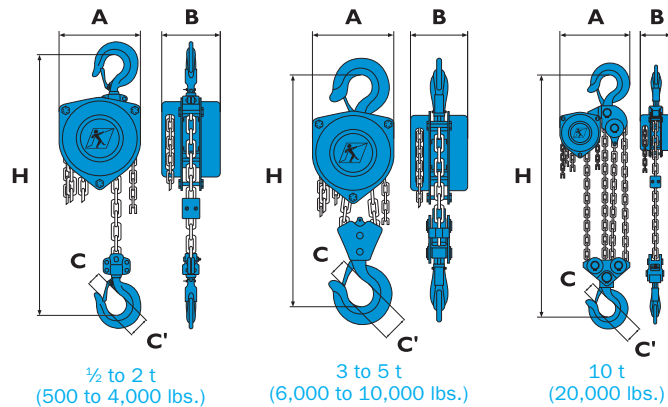 A B
H
C
C'
½ to 2 t
(500 to 4,000 lbs.)
A B
H
C
C'
3 to 5 t
(6,000 to 10,000 lbs.)
A B
H
C
C'
10 t
(20,000 lbs.)